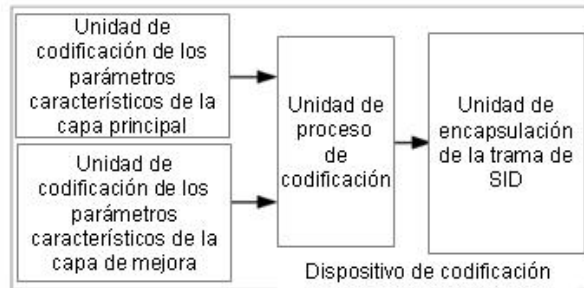 Unidad de
codificación de los
parámetros
característicos de la
capa principal
Unidad de
codificación de los
parámetros
característicos de la
capa de mejora
Unidad de
proceso
de
codificación
Unidad de
encapsulación
de la trama de
SID
Dispositivo de codificación